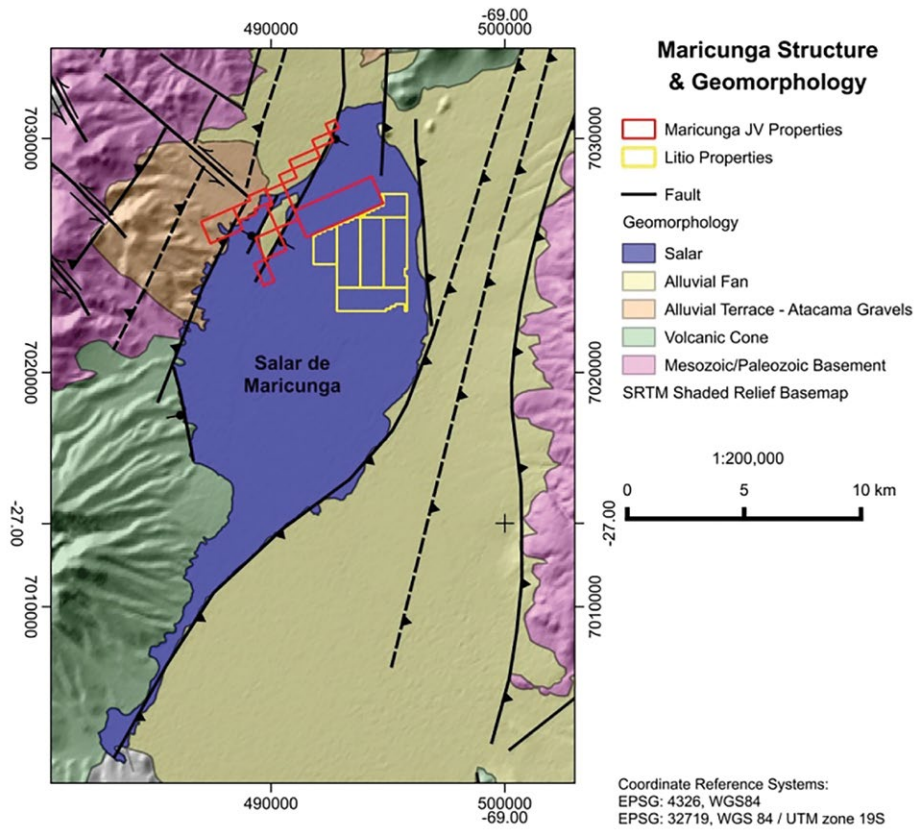 -69.00
490000
500000
Maricunga Structure
& Geomorphology
7030000
7030000
Maricunga JV Properties
Litio Properties
Fault
Geomorphology
Salar
Alluvial Fan
Alluvial Terrace - Atacama Gravels
Volcanic Cone
Mesozoic/Paleozoic Basement
SRTM Shaded Relief Basemap
7020000
Salar de
Maricunga
7020000
1:200,000
0 5 10 km
-27.00
-27.00
7010000
7010000
490000
500000
-69.00
Coordinate Reference Systems:
EPSG: 4326, WGS84
EPSG: 32719, WGS 84 / UTM zone 19S